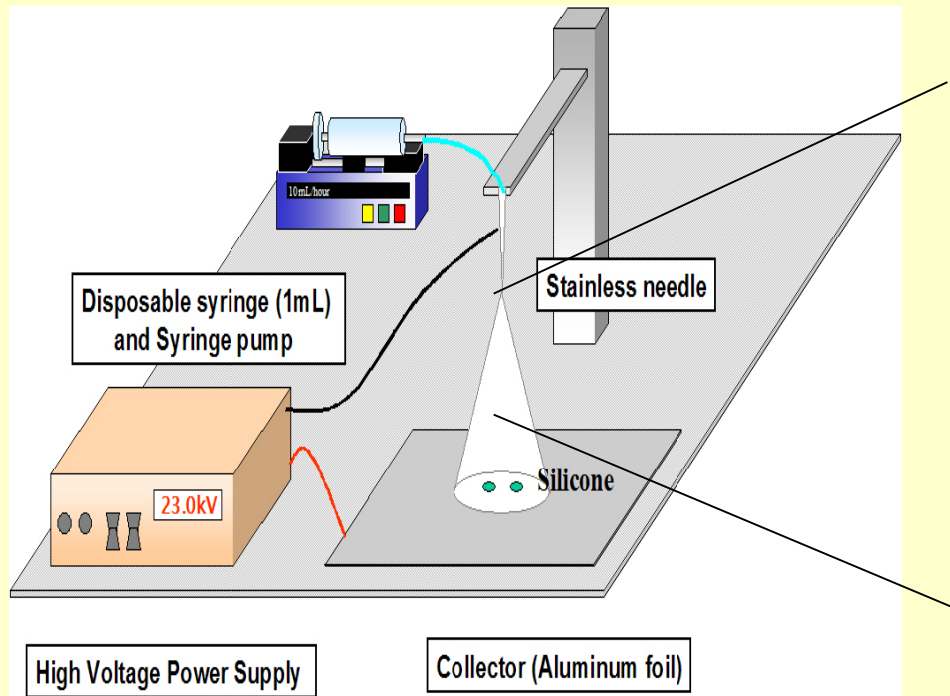 10mL/hour
Disposable syringe (1mL)
and Syringe pump
Stainless needle
23.0kV
Silicone
High Voltage Power Supply
Collector (Aluminum foil)